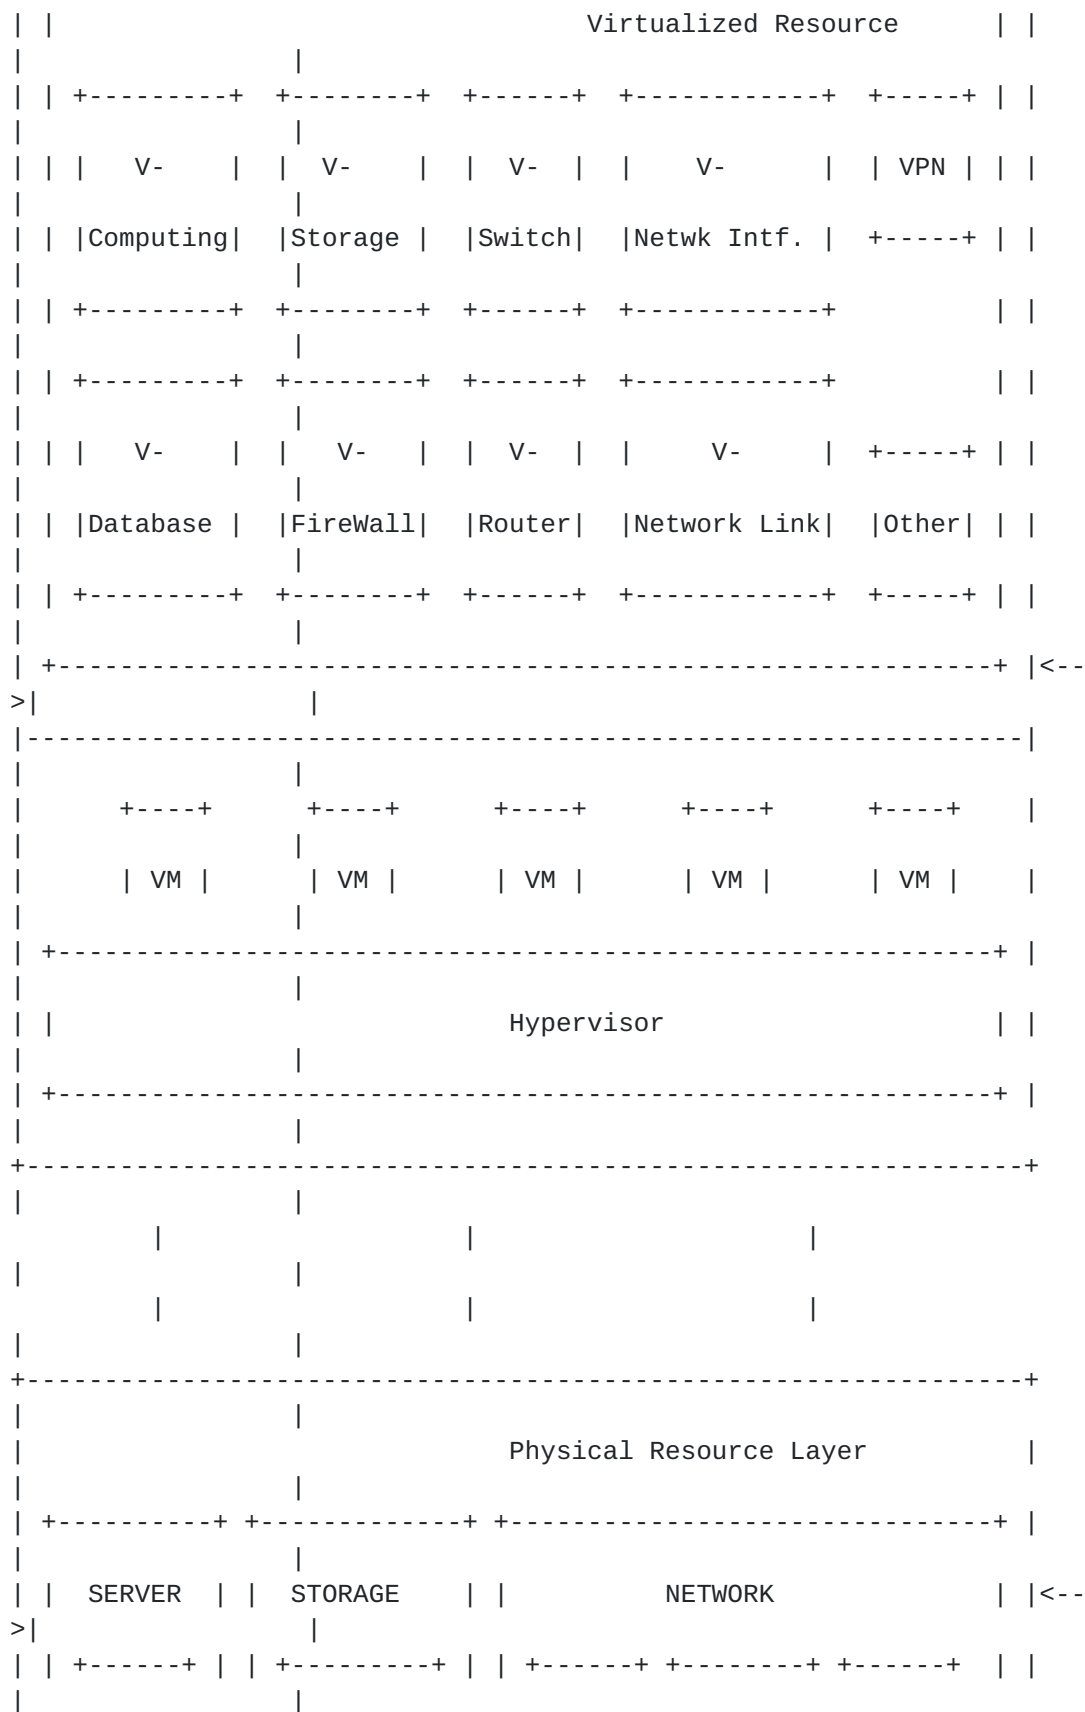 | |                                  Virtualized Resource      | |
|                 |
| | +---------+  +--------+  +------+  +------------+  +-----+ | |
|                 |
| | |   V-    |  |  V-    |  |  V-  |  |    V-      |  | VPN | | |
|                 |
| | |Computing|  |Storage |  |Switch|  |Netwk Intf. |  +-----+ | |
|                 |
| | +---------+  +--------+  +------+  +------------+          | |
|                 |
| | +---------+  +--------+  +------+  +------------+          | |
|                 |
| | |   V-    |  |   V-   |  |  V-  |  |     V-     |  +-----+ | |
|                 |
| | |Database |  |FireWall|  |Router|  |Network Link|  |Other| | |
|                 |
| | +---------+  +--------+  +------+  +------------+  +-----+ | |
|                 |
| +------------------------------------------------------------+ |<--
>|                 |
|----------------------------------------------------------------|
|                 |
|      +----+      +----+      +----+      +----+      +----+    |
|                 |
|      | VM |      | VM |      | VM |      | VM |      | VM |    |
|                 |
| +------------------------------------------------------------+ |
|                 |
| |                             Hypervisor                     | |
|                 |
| +------------------------------------------------------------+ |
|                 |
+----------------------------------------------------------------+
|                 |
         |                   |                     |
|                 |
         |                   |                     |
|                 |
+----------------------------------------------------------------+
|                 |
|                               Physical Resource Layer          |
|                 |
| +----------+ +-------------+ +-------------------------------+ |
|                 |
| |  SERVER  | |  STORAGE    | |          NETWORK              | |<--
>|                 |
| | +------+ | | +---------+ | | +------+ +--------+ +------+  | |
|                 |